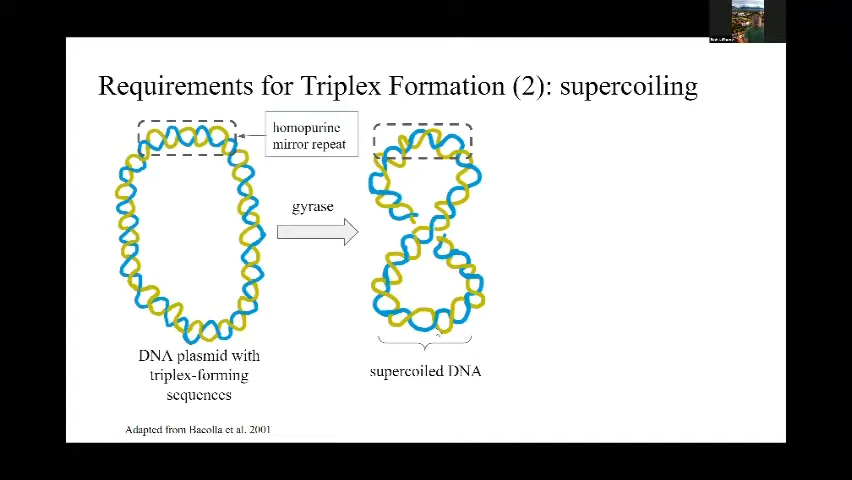 Requirements for Triplex Formation (2): supercoiling
homopurine
mirror repeat
gyrase
DNA plasmid with
triplex-forming
sequences
supercoiled DNA
Adapted from Bacolla et al. 2001